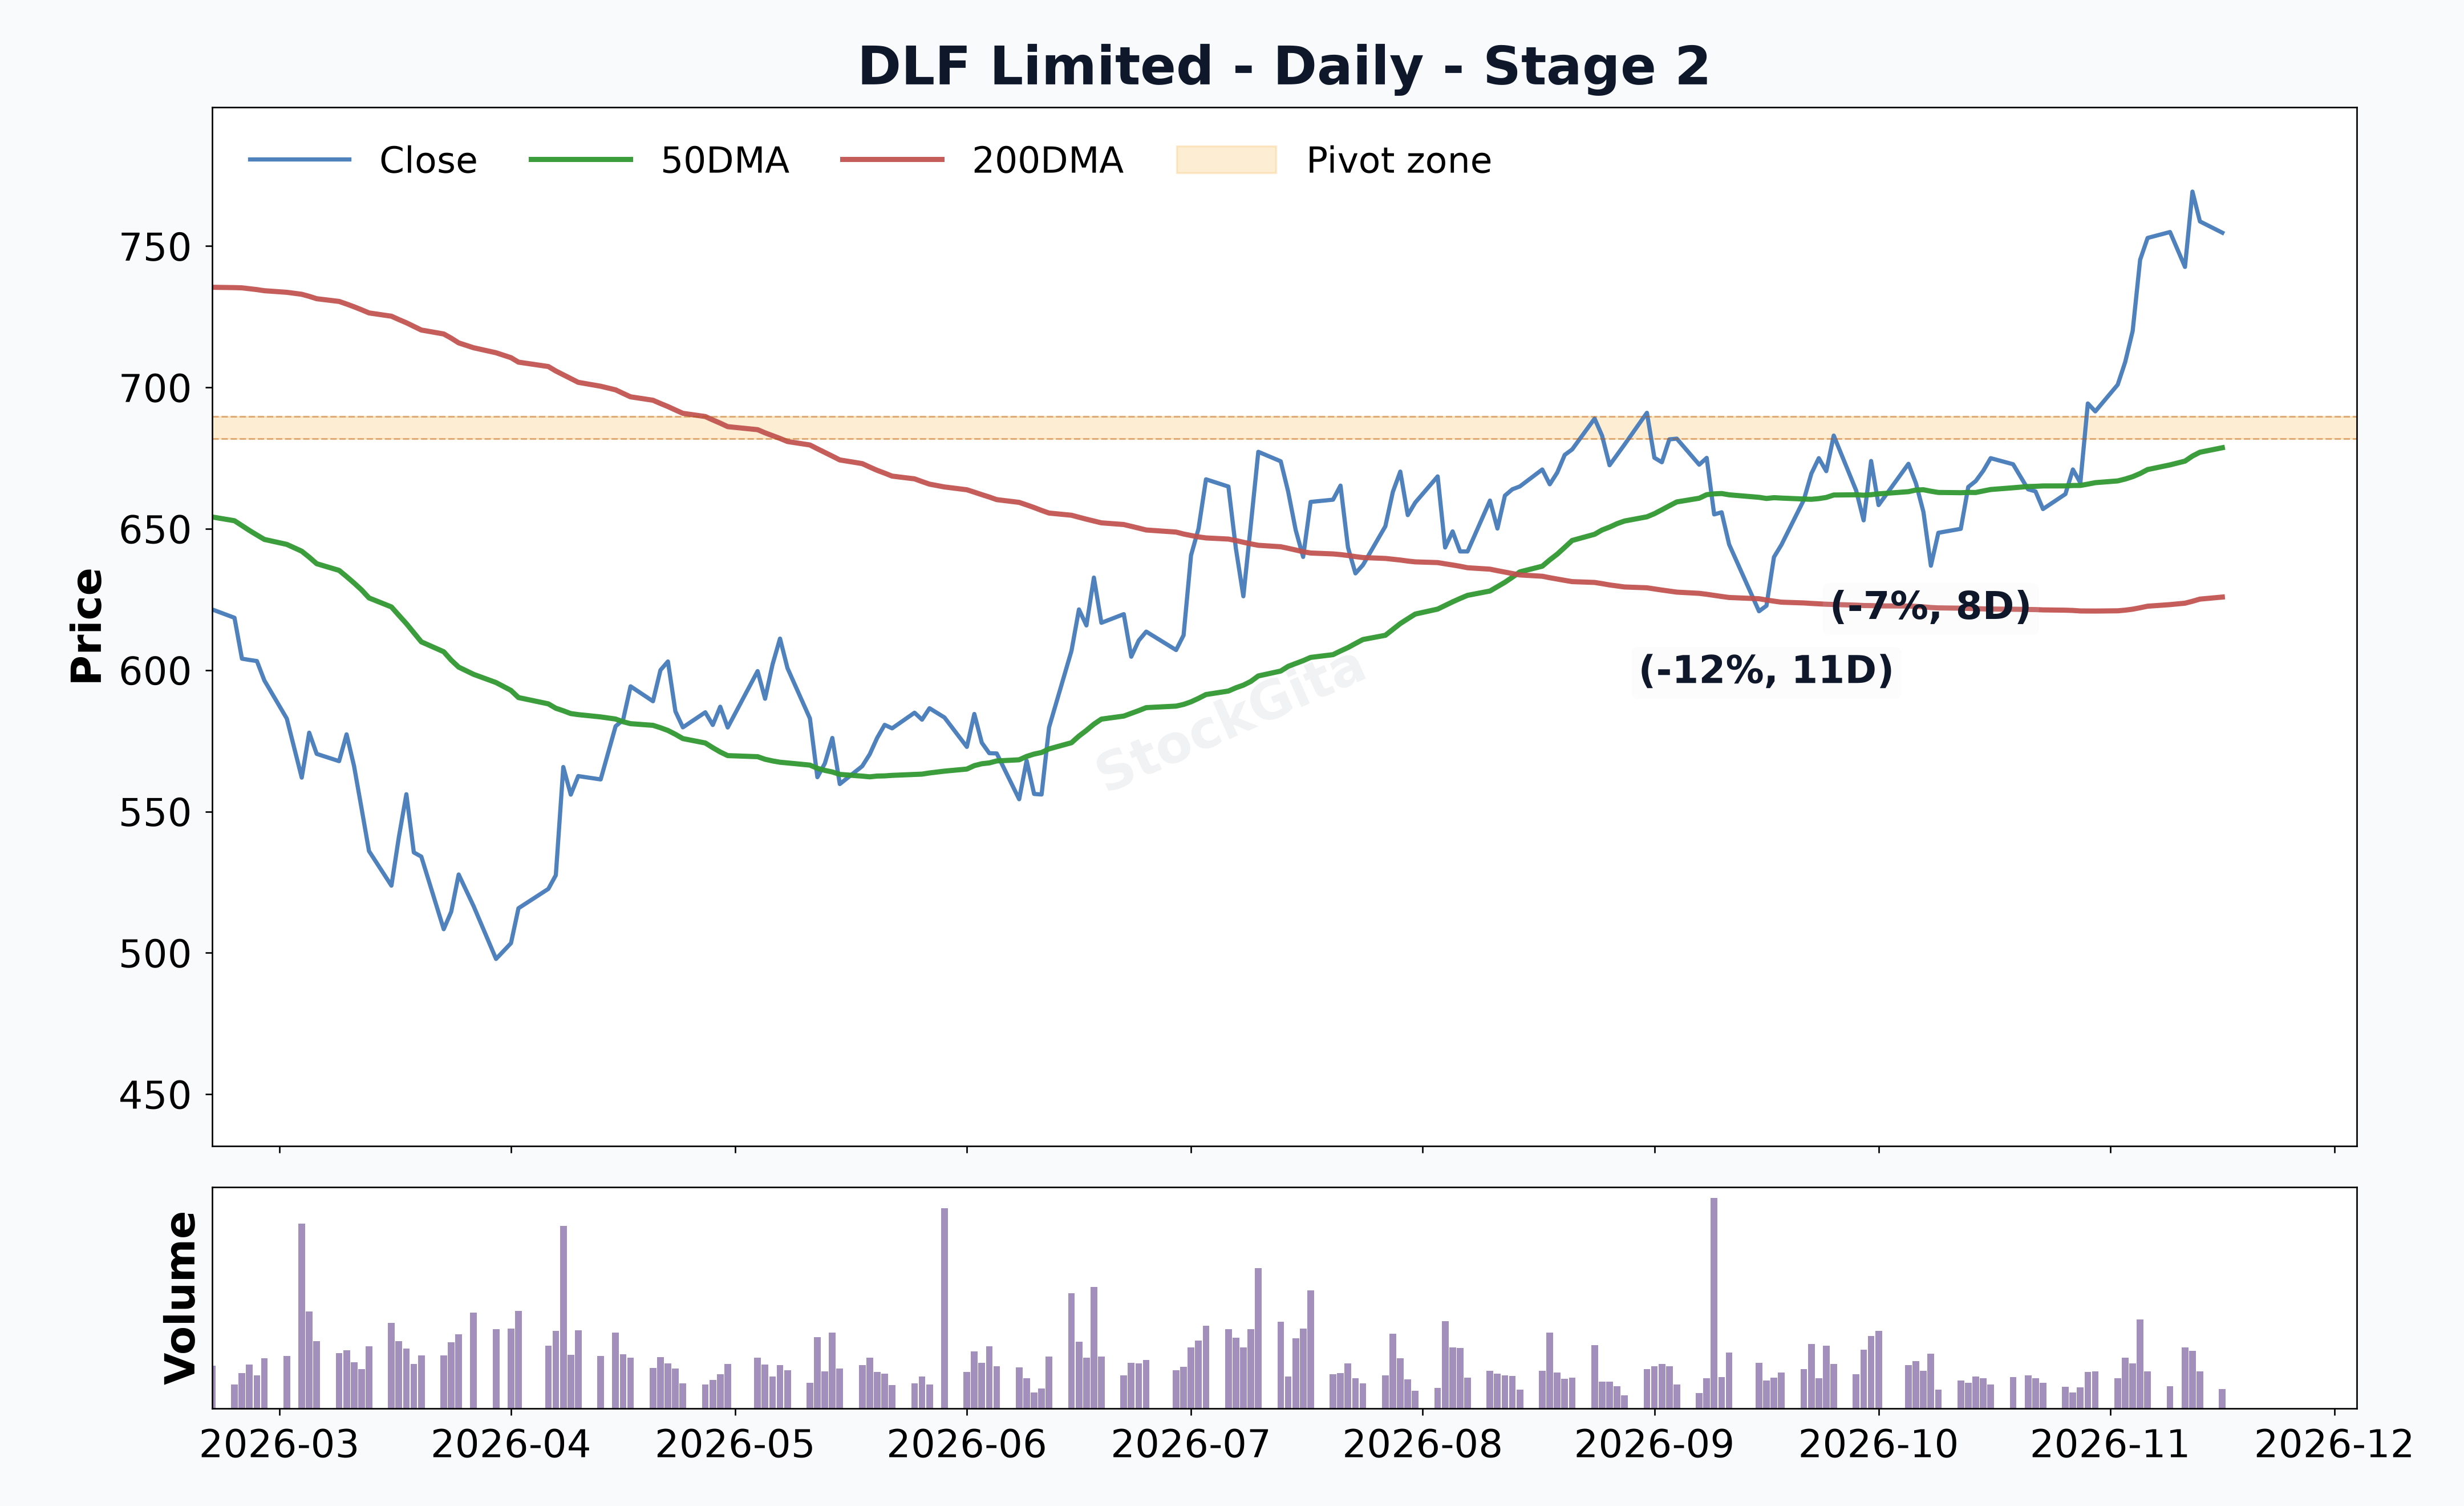 DLF Limited - Daily - Stage 2
Close 50DMA 200DMA Pivot zone
750
700
650
600
550
500
450
Price
(-7%, 8D)
(-12%, 11D)
StockGita
Volume
2026-03 2026-04 2026-05 2026-06 2026-07 2026-08 2026-09 2026-10 2026-11 2026-12